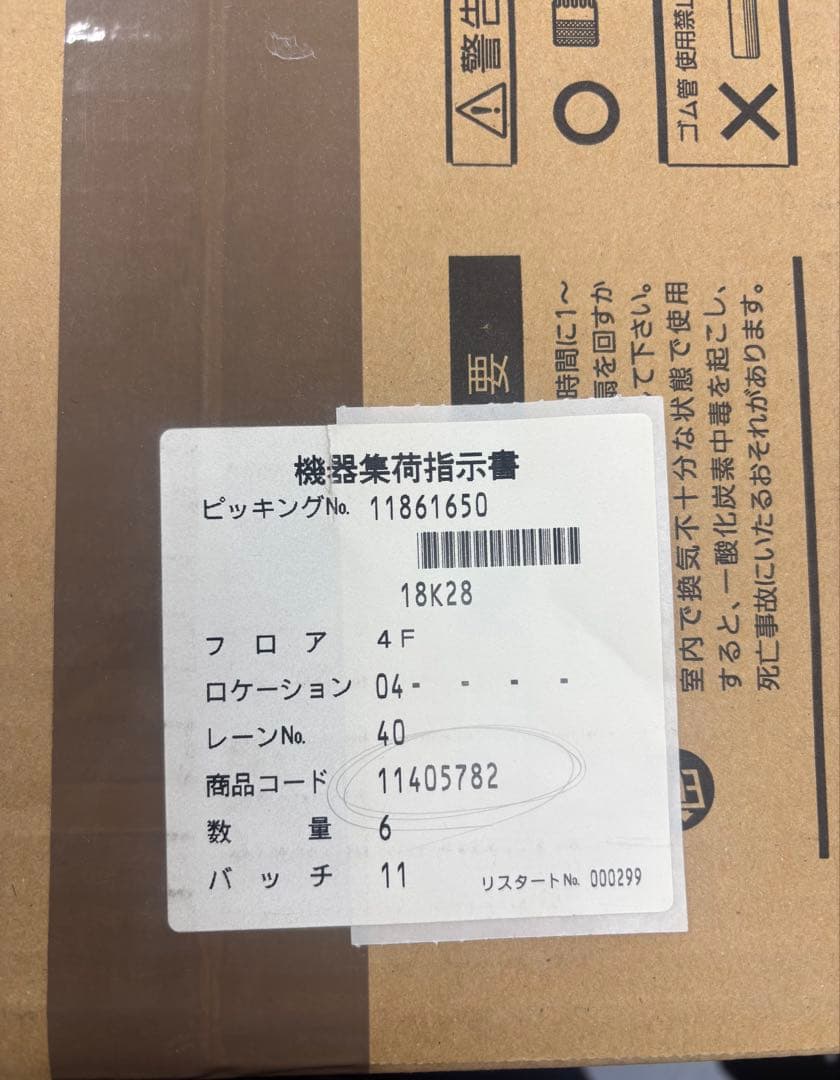 機器集荷指示書
ピッキング№. 11861650
18K28
フロア 4F
ロケーション 04- - - -
レーン№. 40
商品コード 11405782
数量 6
バッチ 11 リスタート№. 000299
警告
ゴム管 使用禁止
要
時間に1〜
扇を回すか
て下さい。
室内で換気不十分な状態で使用
すると、一酸化炭素中毒を起こし、
死亡事故にいたるおそれがあります。